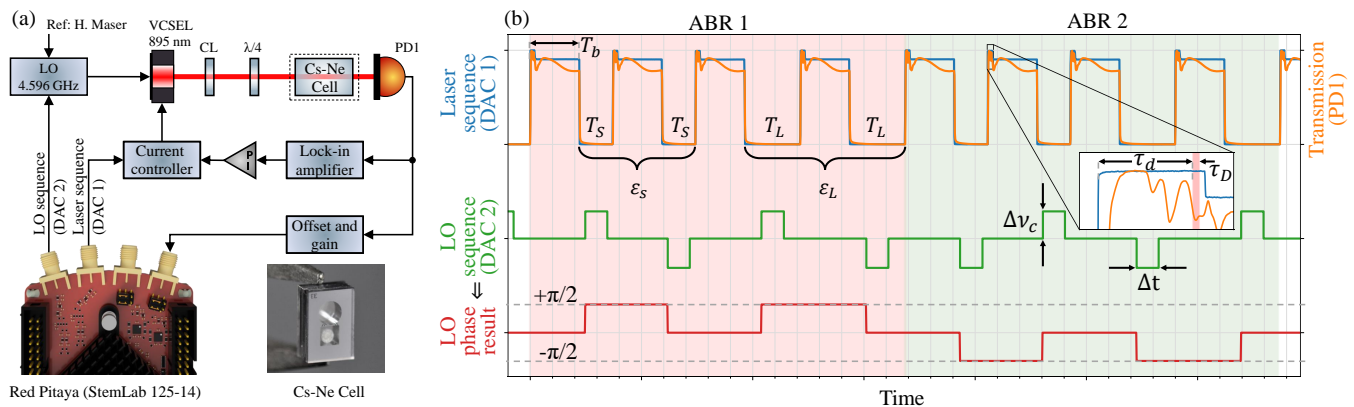 (a)
Ref: H. Maser
LO
4.596 GHz
VCSEL
895 nm
CL
λ/4
Cs-Ne
Cell
PD1
Current
controller
PI
Lock-in
amplifier
Offset and
gain
LO sequence
(DAC 2)
Laser sequence
(DAC 1)
Red Pitaya (StemLab 125-14)
Cs-Ne Cell
(b)
ABR 1
ABR 2
Laser
sequence
(DAC 1)
Transmission
(PD1)
T_b
T_S
T_S
T_L
T_L
ε_s
ε_L
τ_d
τ_D
LO
sequence
(DAC 2)
Δν_c
Δt
⇐
LO
phase
result
+π/2
-π/2
Time